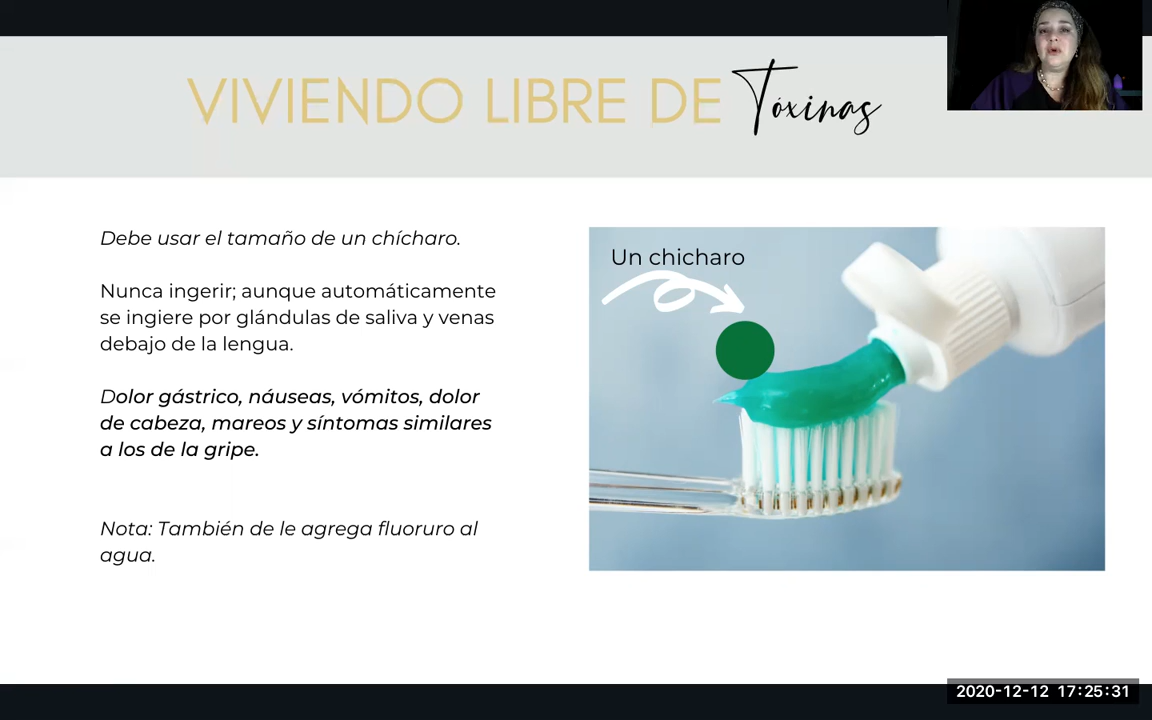 VIVIENDO LIBRE DE Tóxinas
Debe usar el tamaño de un chícharo.
Nunca ingerir; aunque automáticamente
se ingiere por glándulas de saliva y venas
debajo de la lengua.
Dolor gástrico, náuseas, vómitos, dolor
de cabeza, mareos y síntomas similares
a los de la gripe.
Nota: También de le agrega fluoruro al
agua.
Un chicharo
2020-12-12 17:25:31